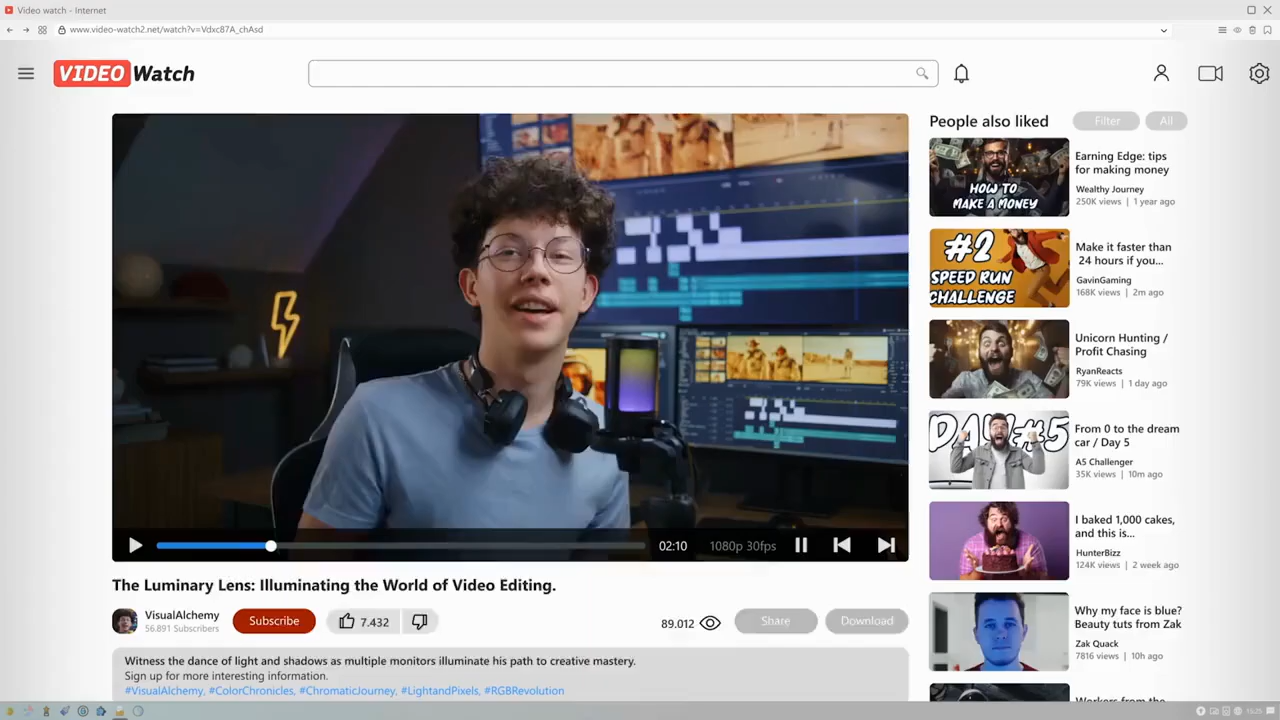 Video watch - Internet
www.video-watch2.net/watch?v=Vdxc87A_chAsd
VIDEO Watch
People also liked
Filter
All
HOW TO
MAKE A MONEY
Earning Edge: tips
for making money
Wealthy Journey
250K views | 1 year ago
#2
SPEED RUN
CHALLENGE
Make it faster than
24 hours if you...
GavinGaming
168K views | 2m ago
Unicorn Hunting /
Profit Chasing
RyanReacts
79K views | 1 day ago
DAY #5
From 0 to the dream
car / Day 5
A5 Challenger
35K views | 10m ago
I baked 1,000 cakes,
and this is...
HunterBizz
124K views | 2 week ago
Why my face is blue?
Beauty tuts from Zak
Zak Quack
7816 views | 10h ago
Workers from the
02:10
1080p 30fps
The Luminary Lens: Illuminating the World of Video Editing.
VisualAlchemy
56.891 Subscribers
Subscribe
7.432
89.012
Share
Download
Witness the dance of light and shadows as multiple monitors illuminate his path to creative mastery.
Sign up for more interesting information.
#VisualAlchemy, #ColorChronicles, #ChromaticJourney, #LightandPixels, #RGBRevolution